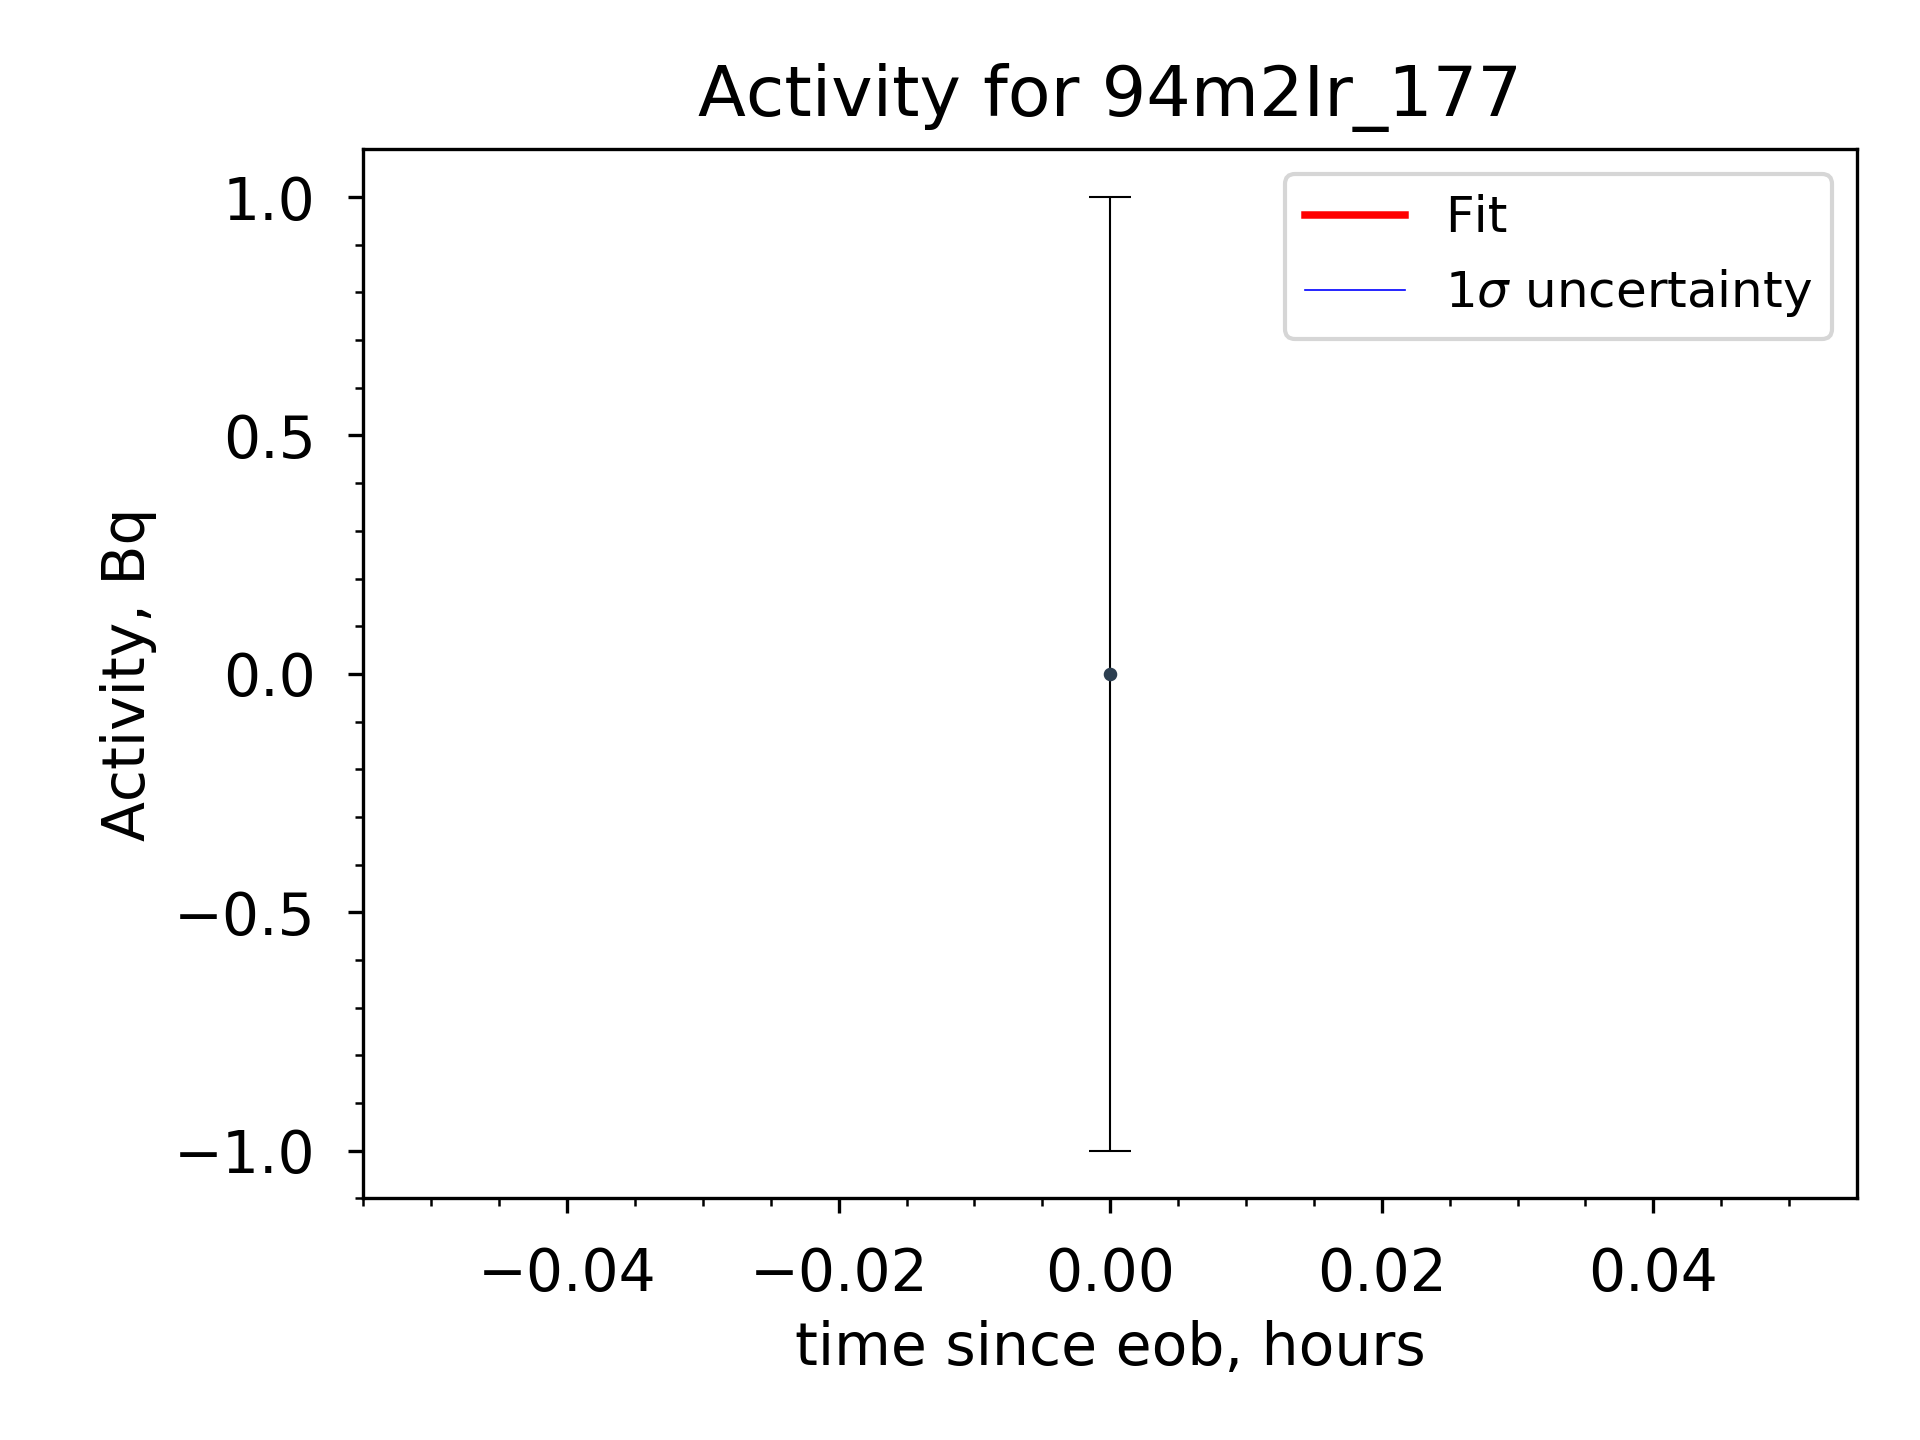 Activity for 94m2Ir_177
Fit
1σ uncertainty
1.0
0.5
0.0
−0.5
−1.0
Activity, Bq
−0.04 −0.02 0.00 0.02 0.04
time since eob, hours